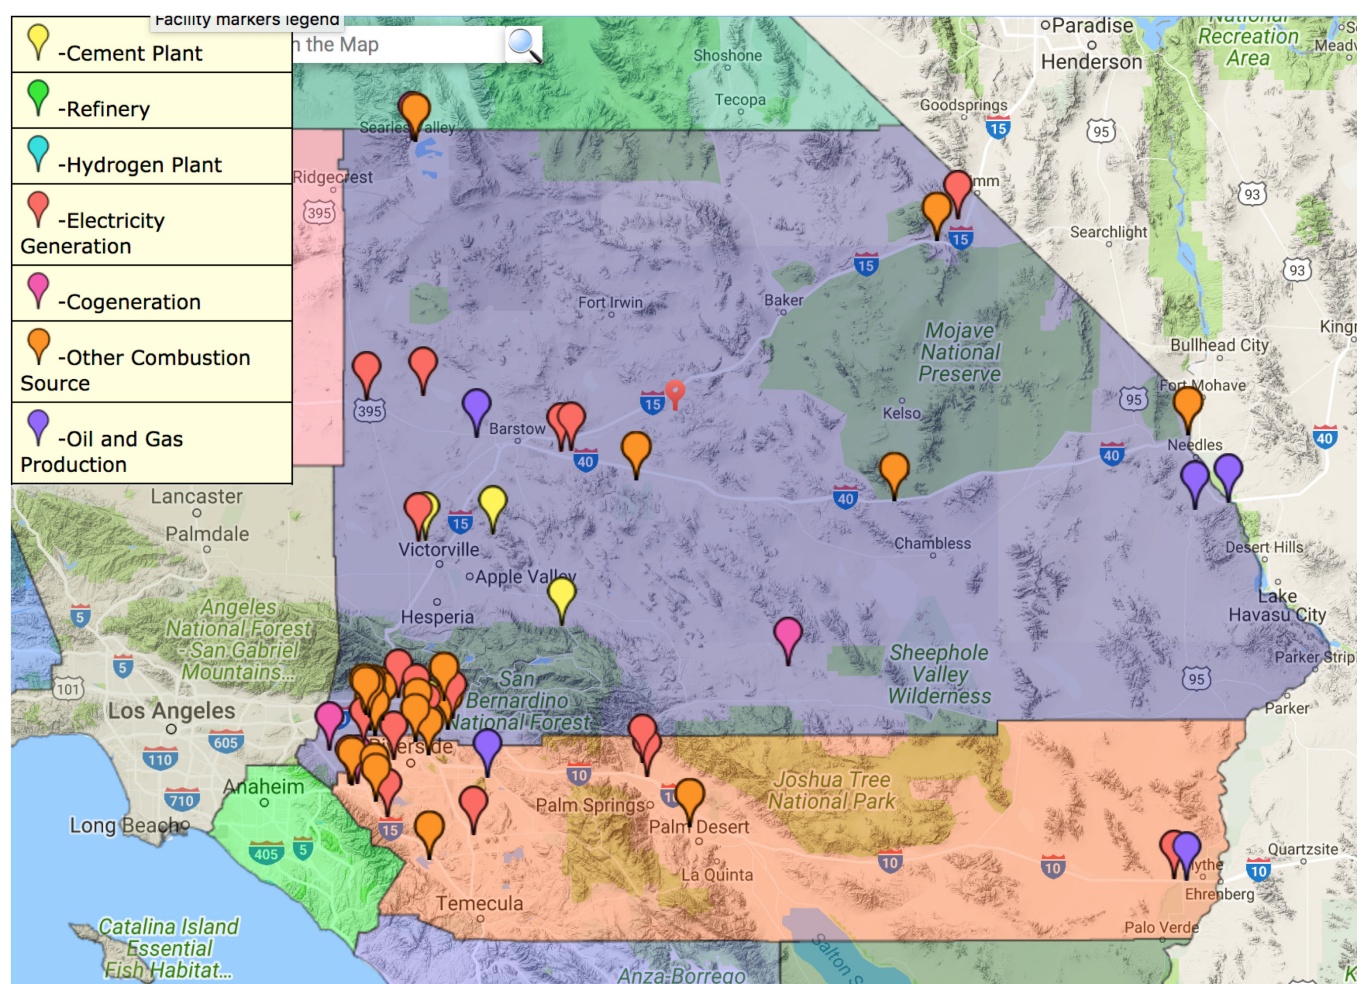 Facility markers legend
-Cement Plant
-Refinery
-Hydrogen Plant
-Electricity
Generation
-Cogeneration
-Other Combustion
Source
-Oil and Gas
Production
n the Map
Shoshone
Tecopa
Searles Valley
Ridgecrest
395
Paradise
Henderson
National
Recreation
Area
Goodsprings
15
95
93
Searchlight
15
15
93
Fort Irwin
Baker
Mojave
National
Preserve
Bullhead City
Fort Mohave
395
15
95
Kelso
Barstow
40
40
Needles
40
40
Lancaster
Palmdale
15
Victorville
Apple Valley
Hesperia
Chambless
Desert Hills
Lake
Havasu City
Angeles
National Forest
- San Gabriel
Mountains...
5
5
101
Sheephole
Valley
Wilderness
95
Parker Strip
Parker
San
Bernardino
National Forest
Los Angeles
605
110
710
Anaheim
Long Beach
405
5
15
10
Palm Springs
Palm Desert
La Quinta
Joshua Tree
National Park
10
10
10
Quartzsite
Ehrenberg
Palo Verde
Temecula
Catalina Island
Essential
Fish Habitat...
Anza-Borrego